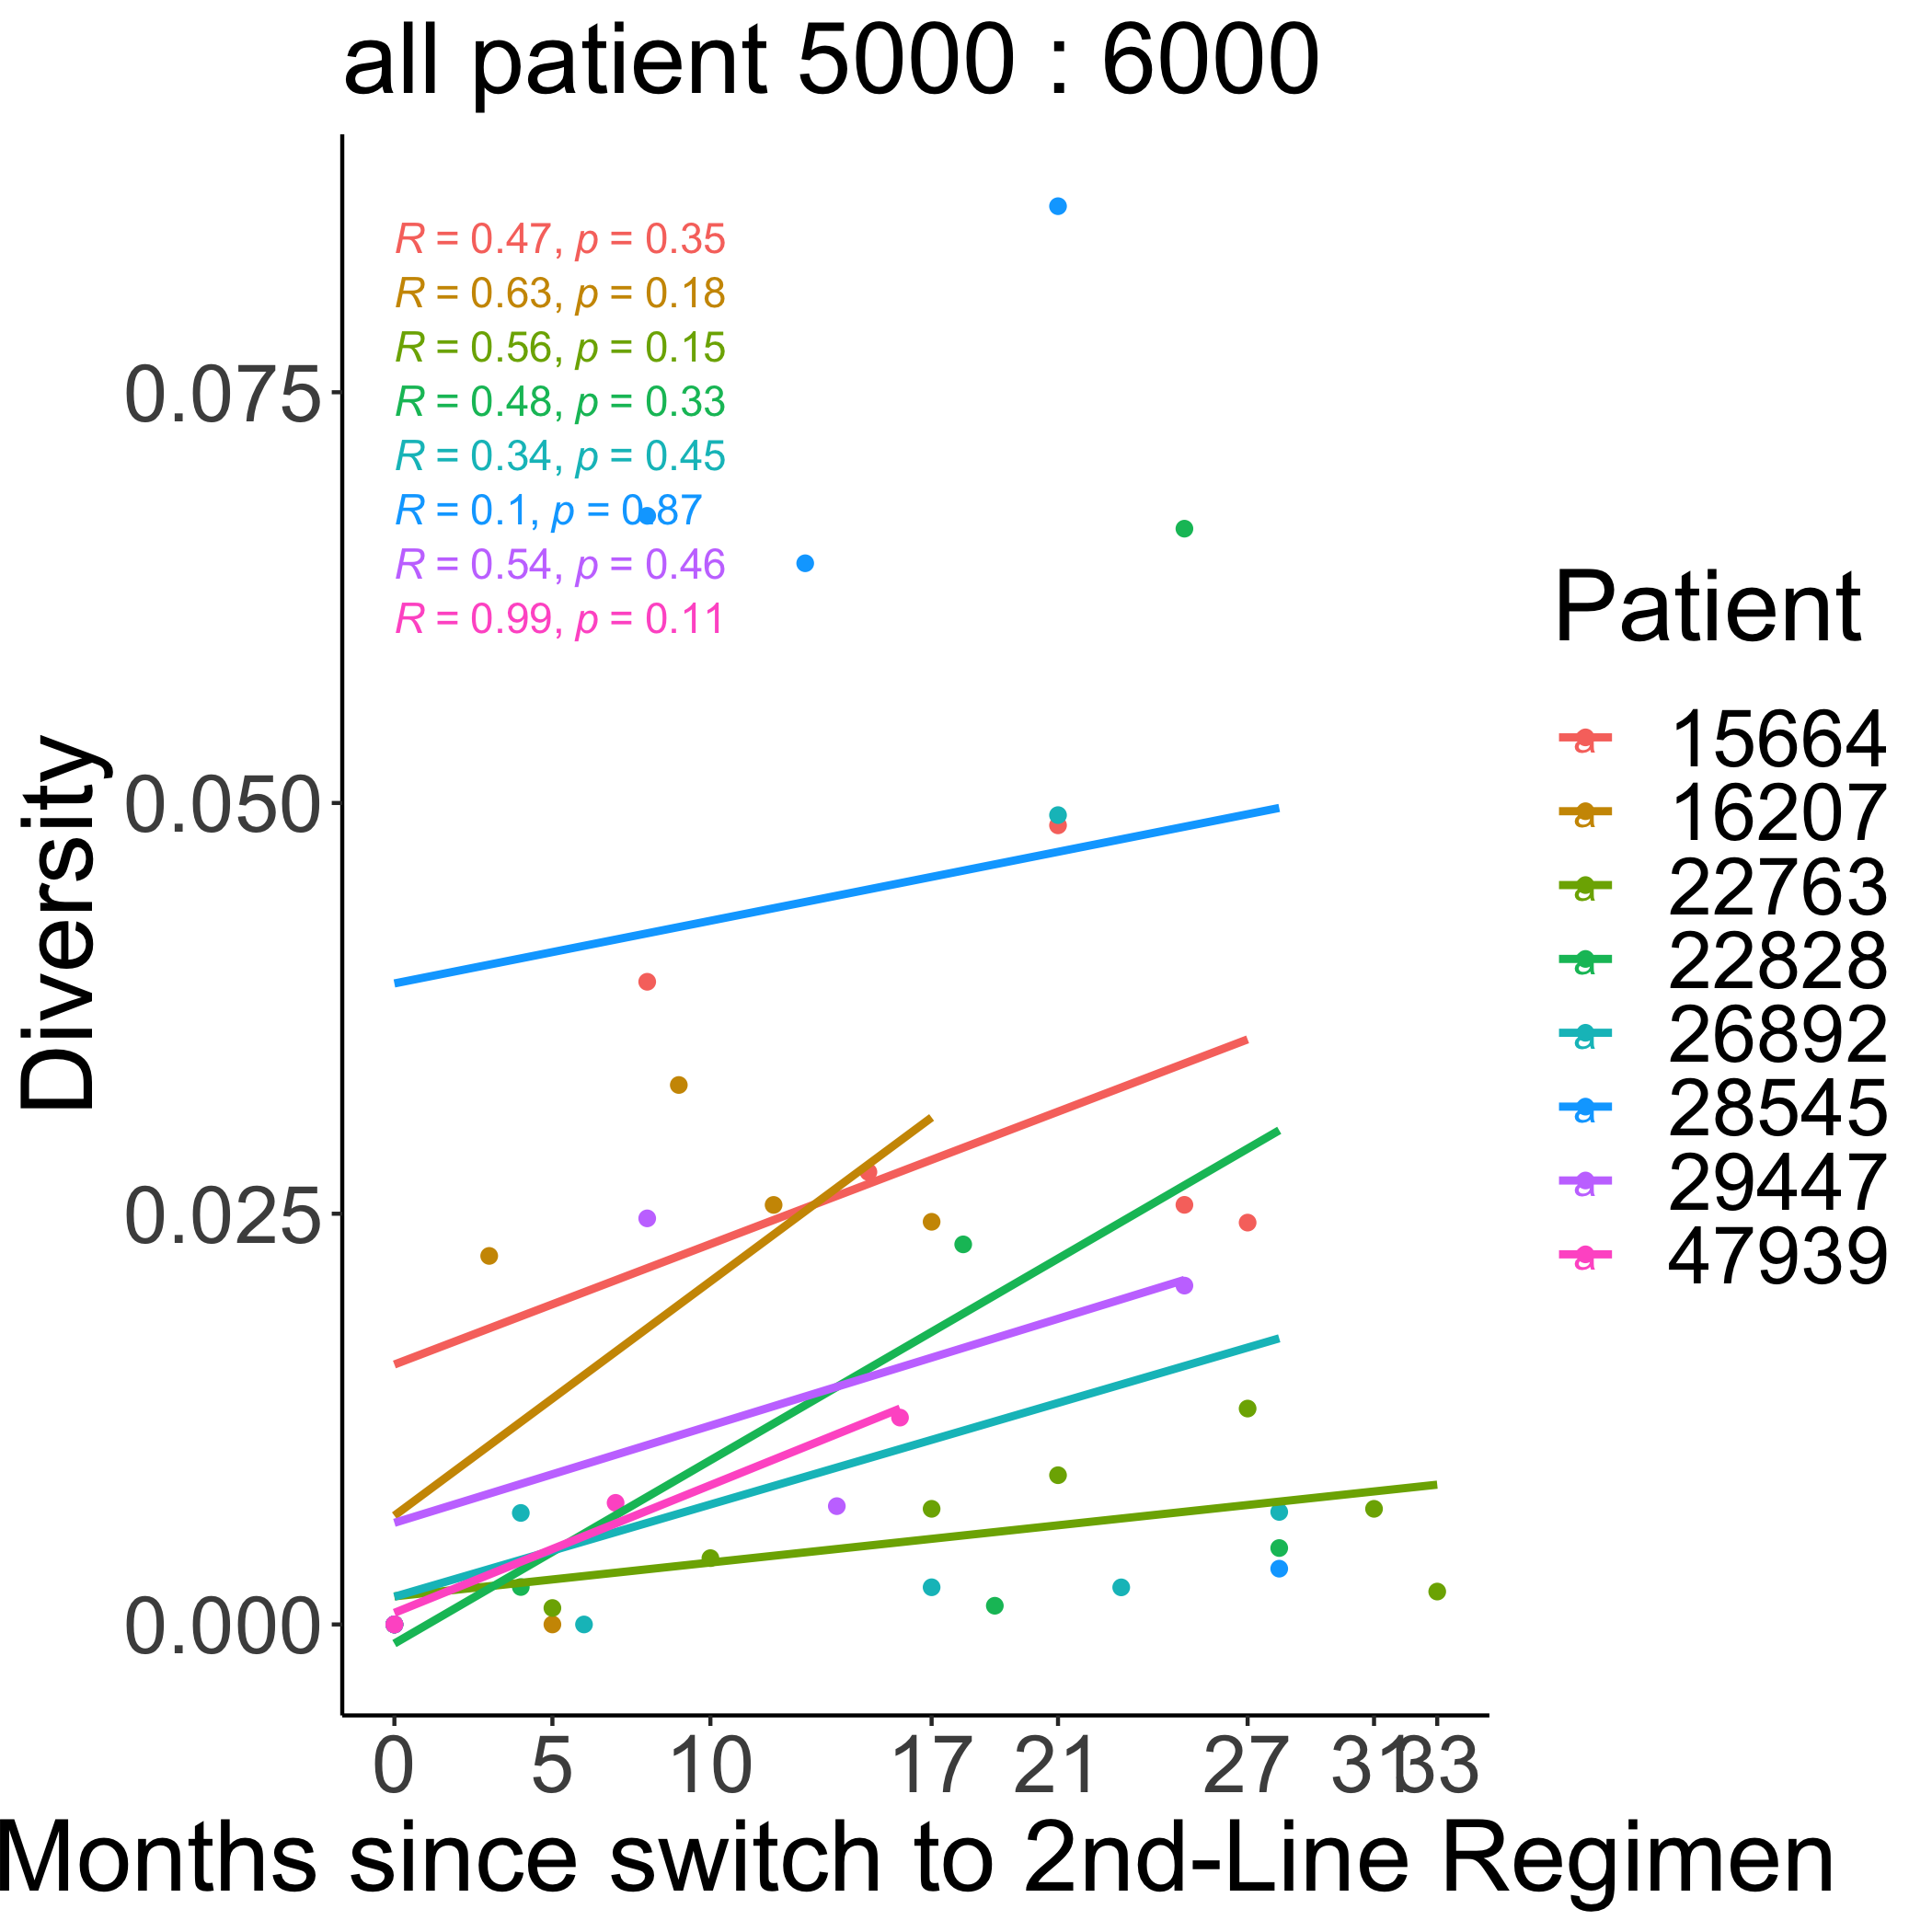 all patient 5000 : 6000
R = 0.47, p = 0.35
R = 0.63, p = 0.18
R = 0.56, p = 0.15
R = 0.48, p = 0.33
R = 0.34, p = 0.45
R = 0.1, p = 0.87
R = 0.54, p = 0.46
R = 0.99, p = 0.11
0.075
0.050
0.025
0.000
Diversity
0 5 10 17 21 27 31 33
Months since switch to 2nd-Line Regimen
Patient
a 15664
a 16207
a 22763
a 22828
a 26892
a 28545
a 29447
a 47939